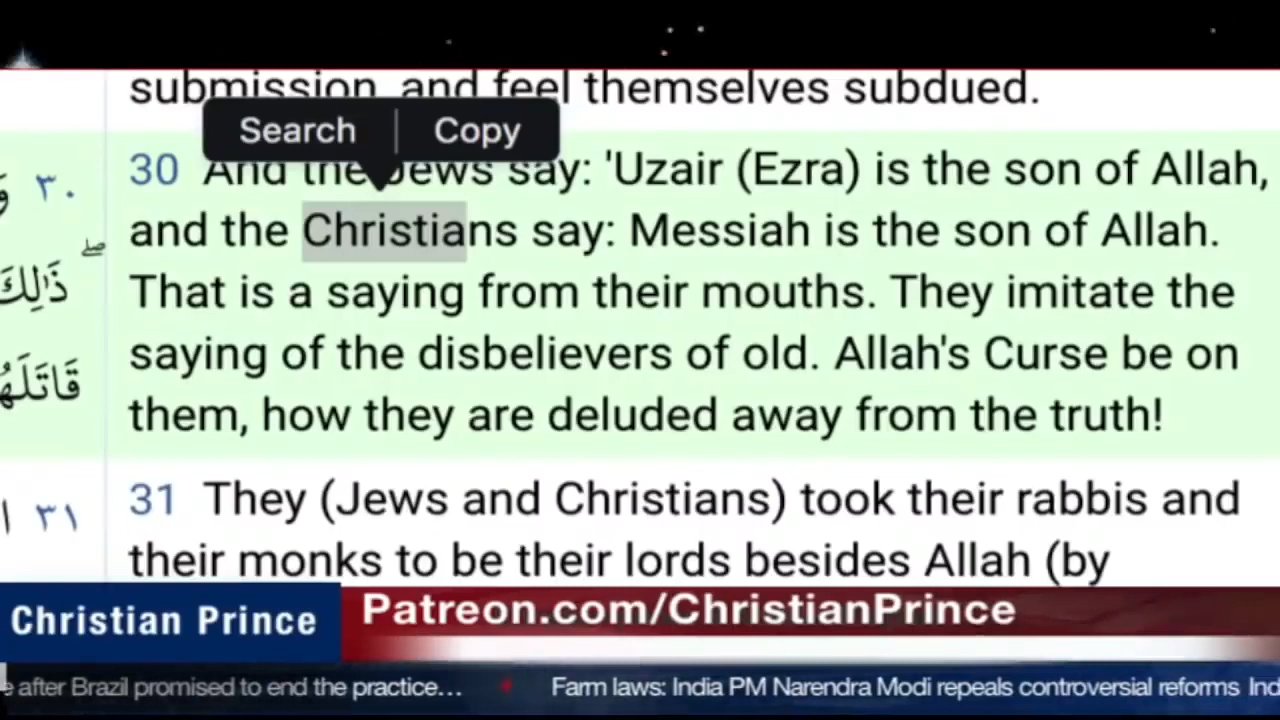 submission, and feel themselves subdued.
Search Copy
٣٠ 30 And the Jews say: 'Uzair (Ezra) is the son of Allah,
and the Christians say: Messiah is the son of Allah.
ذَٰلِكَ That is a saying from their mouths. They imitate the
saying of the disbelievers of old. Allah's Curse be on
them, how they are deluded away from the truth!
٣١ 31 They (Jews and Christians) took their rabbis and
their monks to be their lords besides Allah (by
Christian Prince
Patreon.com/ChristianPrince
e after Brazil promised to end the practice...
Farm laws: India PM Narendra Modi repeals controversial reforms Ind